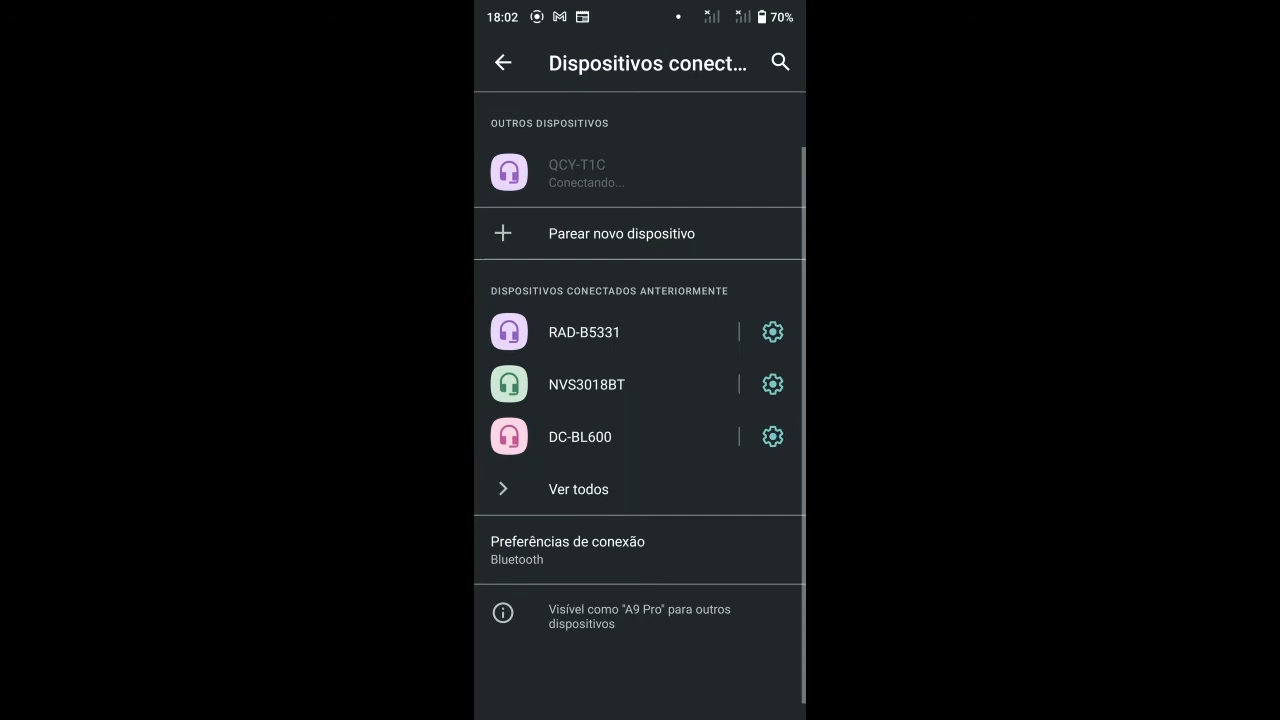 18:02
70%
Dispositivos conect...
OUTROS DISPOSITIVOS
QCY-T1C
Conectando...
Parear novo dispositivo
DISPOSITIVOS CONECTADOS ANTERIORMENTE
RAD-B5331
NVS3018BT
DC-BL600
Ver todos
Preferências de conexão
Bluetooth
Visível como "A9 Pro" para outros
dispositivos